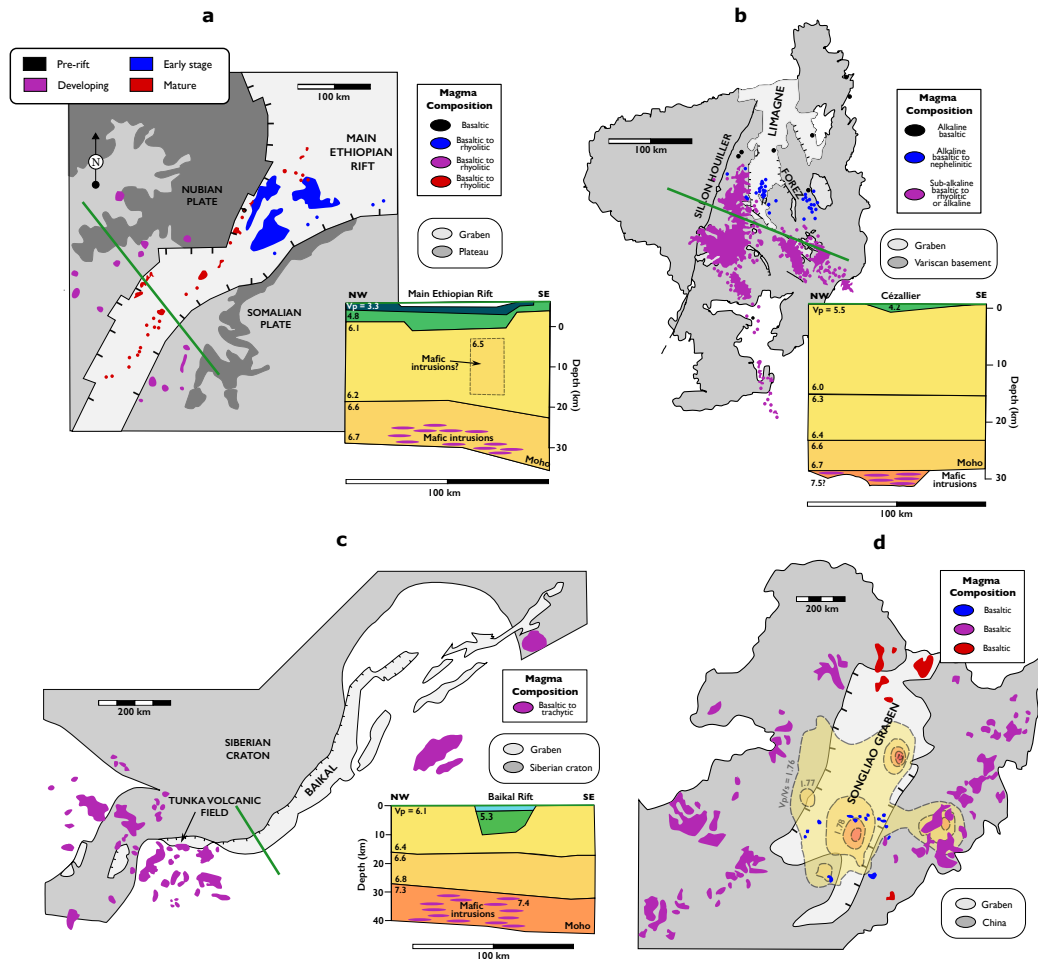 a
Pre-rift
Early stage
Developing
Mature
100 km
N
MAIN
ETHIOPIAN
RIFT
NUBIAN
PLATE
SOMALIAN
PLATE
Magma
Composition
Basaltic
Basaltic to
rhyolitic
Basaltic to
rhyolitic
Basaltic to
rhyolitic
Graben
Plateau
NW
Main Ethiopian Rift
SE
Vp = 3.3
4.8
6.1
6.5
Mafic
intrusions?
6.2
6.6
6.7
Mafic intrusions
Moho
0
10
20
30
Depth (km)
100 km
b
100 km
SILLON HOUILLER
LIMAGNE
FOREZ
Magma
Composition
Alkaline
basaltic
Alkaline
basaltic to
nephelinitic
Sub-alkaline
basaltic to
rhyolitic
or alkaline
Graben
Variscan basement
NW
Cézallier
SE
Vp = 5.5
4.2
6.0
6.3
6.4
6.6
6.7
Moho
7.5?
Mafic
intrusions
0
10
20
30
Depth (km)
100 km
c
200 km
SIBERIAN
CRATON
TUNKA VOLCANIC
FIELD
BAIKAL
Magma
Composition
Basaltic to
trachytic
Graben
Siberian craton
NW
Baikal Rift
SE
Vp = 6.1
5.3
6.4
6.6
6.8
7.3
7.4
Mafic
intrusions
Moho
0
10
20
30
40
Depth (km)
100 km
d
200 km
Magma
Composition
Basaltic
Basaltic
Basaltic
SONGLIAO GRABEN
Vp/Vs = 1.76
1.77
1.78
Graben
China